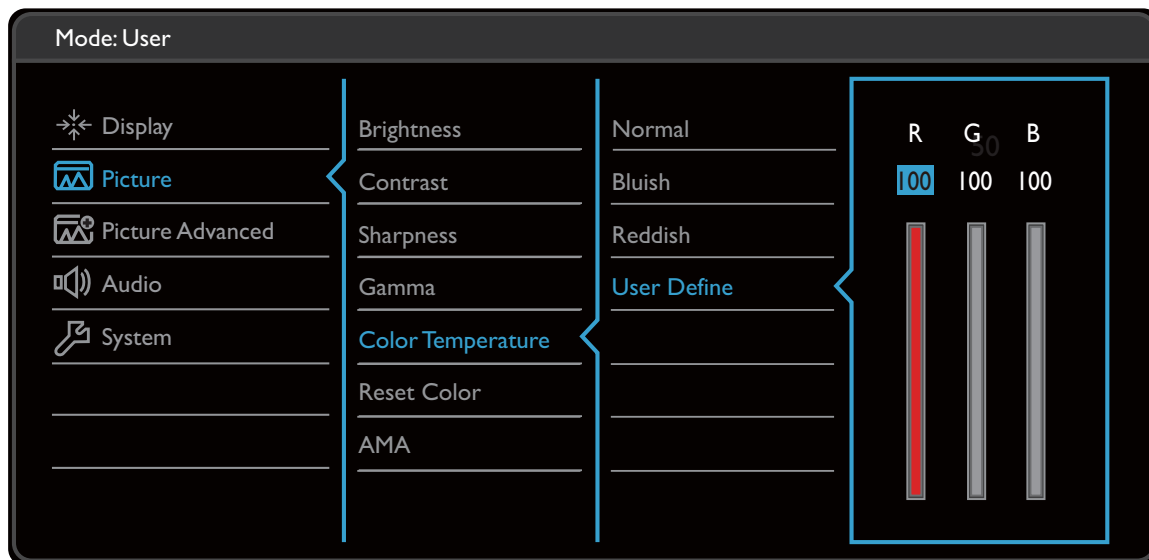 Mode: User
Display
Picture
Picture Advanced
Audio
System
Brightness
Contrast
Sharpness
Gamma
Color Temperature
Reset Color
AMA
Normal
Bluish
Reddish
User Define
R G B
50
100 100 100